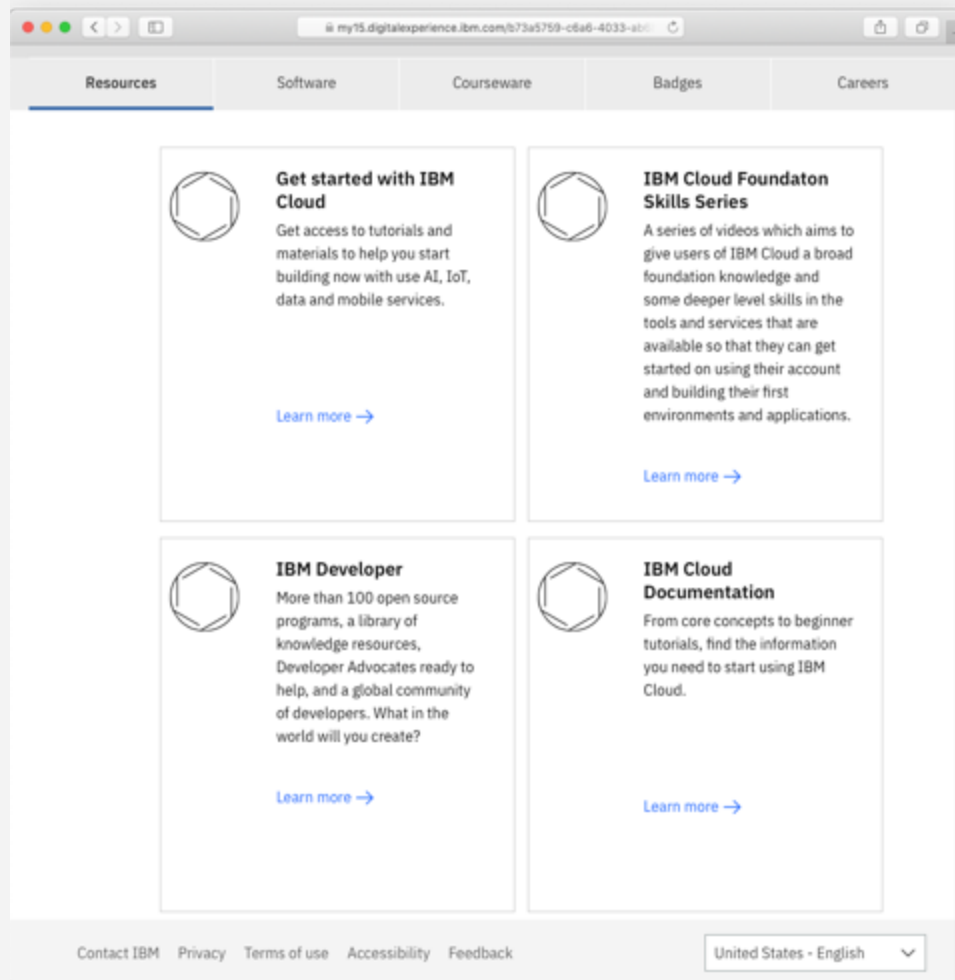 my15.digitalexperience.ibm.com/b73a5759-c6a6-4033-ab
Resources
Software
Courseware
Badges
Careers
Get started with IBM
Cloud
Get access to tutorials and
materials to help you start
building now with use AI, IoT,
data and mobile services.
Learn more →
IBM Cloud Foundaton
Skills Series
A series of videos which aims to
give users of IBM Cloud a broad
foundation knowledge and
some deeper level skills in the
tools and services that are
available so that they can get
started on using their account
and building their first
environments and applications.
Learn more →
IBM Developer
More than 100 open source
programs, a library of
knowledge resources,
Developer Advocates ready to
help, and a global community
of developers. What in the
world will you create?
Learn more →
IBM Cloud
Documentation
From core concepts to beginner
tutorials, find the information
you need to start using IBM
Cloud.
Learn more →
Contact IBM
Privacy
Terms of use
Accessibility
Feedback
United States - English